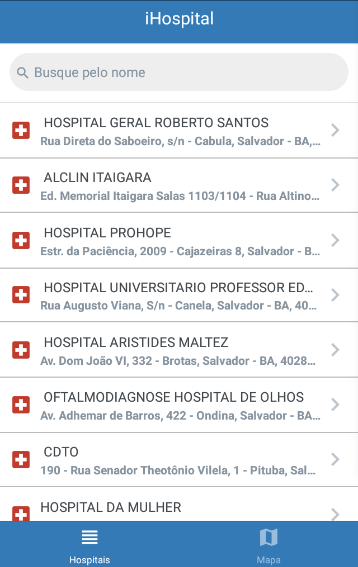 iHospital
Busque pelo nome
HOSPITAL GERAL ROBERTO SANTOS
Rua Direta do Saboeiro, s/n - Cabula, Salvador - BA,...
ALCLIN ITAIGARA
Ed. Memorial Itaigara Salas 1103/1104 - Rua Altino...
HOSPITAL PROHOPE
Estr. da Paciência, 2009 - Cajazeiras 8, Salvador - B...
HOSPITAL UNIVERSITARIO PROFESSOR ED...
Rua Augusto Viana, S/n - Canela, Salvador - BA, 40...
HOSPITAL ARISTIDES MALTEZ
Av. Dom João VI, 332 - Brotas, Salvador - BA, 4028...
OFTALMODIAGNOSE HOSPITAL DE OLHOS
Av. Adhemar de Barros, 422 - Ondina, Salvador - BA...
CDTO
190 - Rua Senador Theotônio Vilela, 1 - Pituba, Sal...
HOSPITAL DA MULHER
Hospitais
Mapa